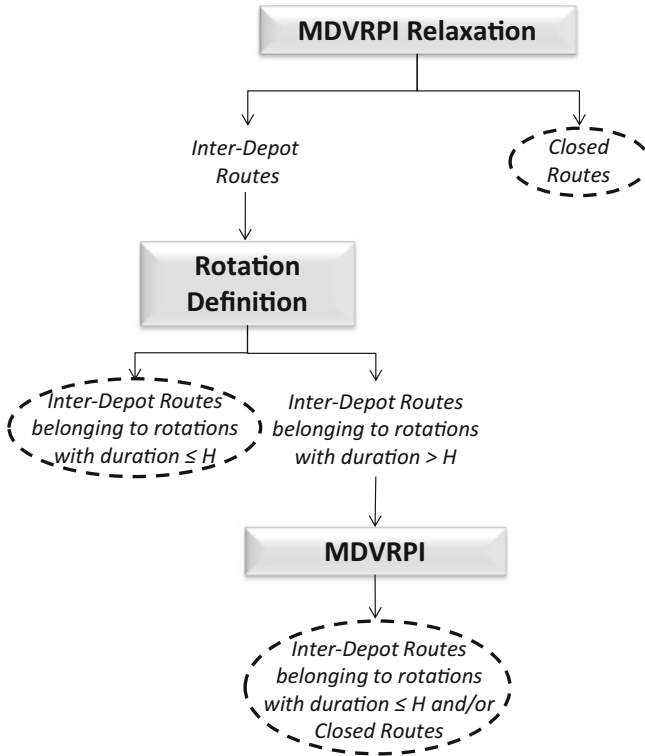 MDVRPI Relaxation
Inter-Depot
Routes
Closed
Routes
Rotation
Definition
Inter-Depot Routes
belonging to rotations
with duration ≤ H
Inter-Depot Routes
belonging to rotations
with duration > H
MDVRPI
Inter-Depot Routes
belonging to rotations
with duration ≤ H and/or
Closed Routes